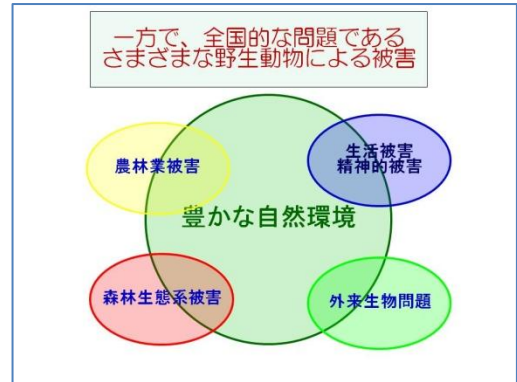 一方で、全国的な問題である
さまざまな野生動物による被害
農林業被害
生活被害
精神的被害
豊かな自然環境
森林生態系被害
外来生物問題